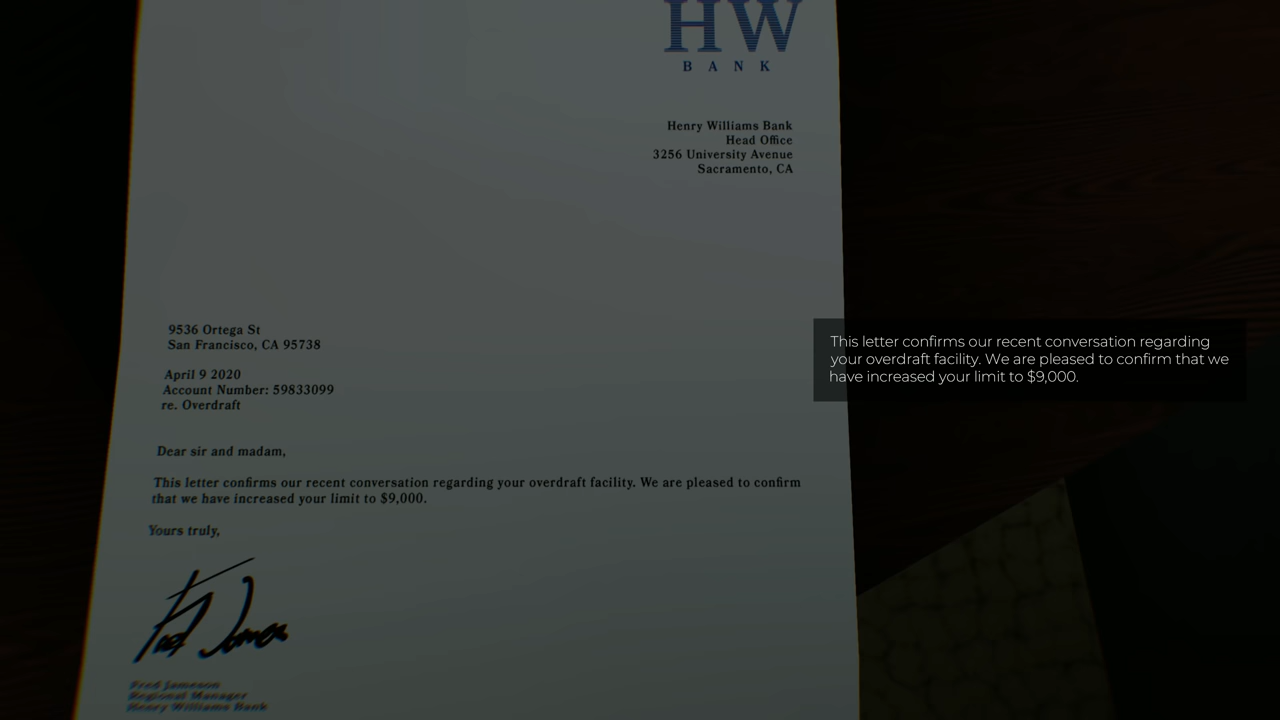 HW
BANK
Henry Williams Bank
Head Office
3256 University Avenue
Sacramento, CA
9536 Ortega St
San Francisco, CA 95738
April 9 2020
Account Number: 59833099
re. Overdraft
Dear sir and madam,
This letter confirms our recent conversation regarding your overdraft facility. We are pleased to confirm
that we have increased your limit to $9,000.
Yours truly,
Fred Jameson
Fred Jameson
Regional Manager
Henry Williams Bank
This letter confirms our recent conversation regarding
your overdraft facility. We are pleased to confirm that we
have increased your limit to $9,000.